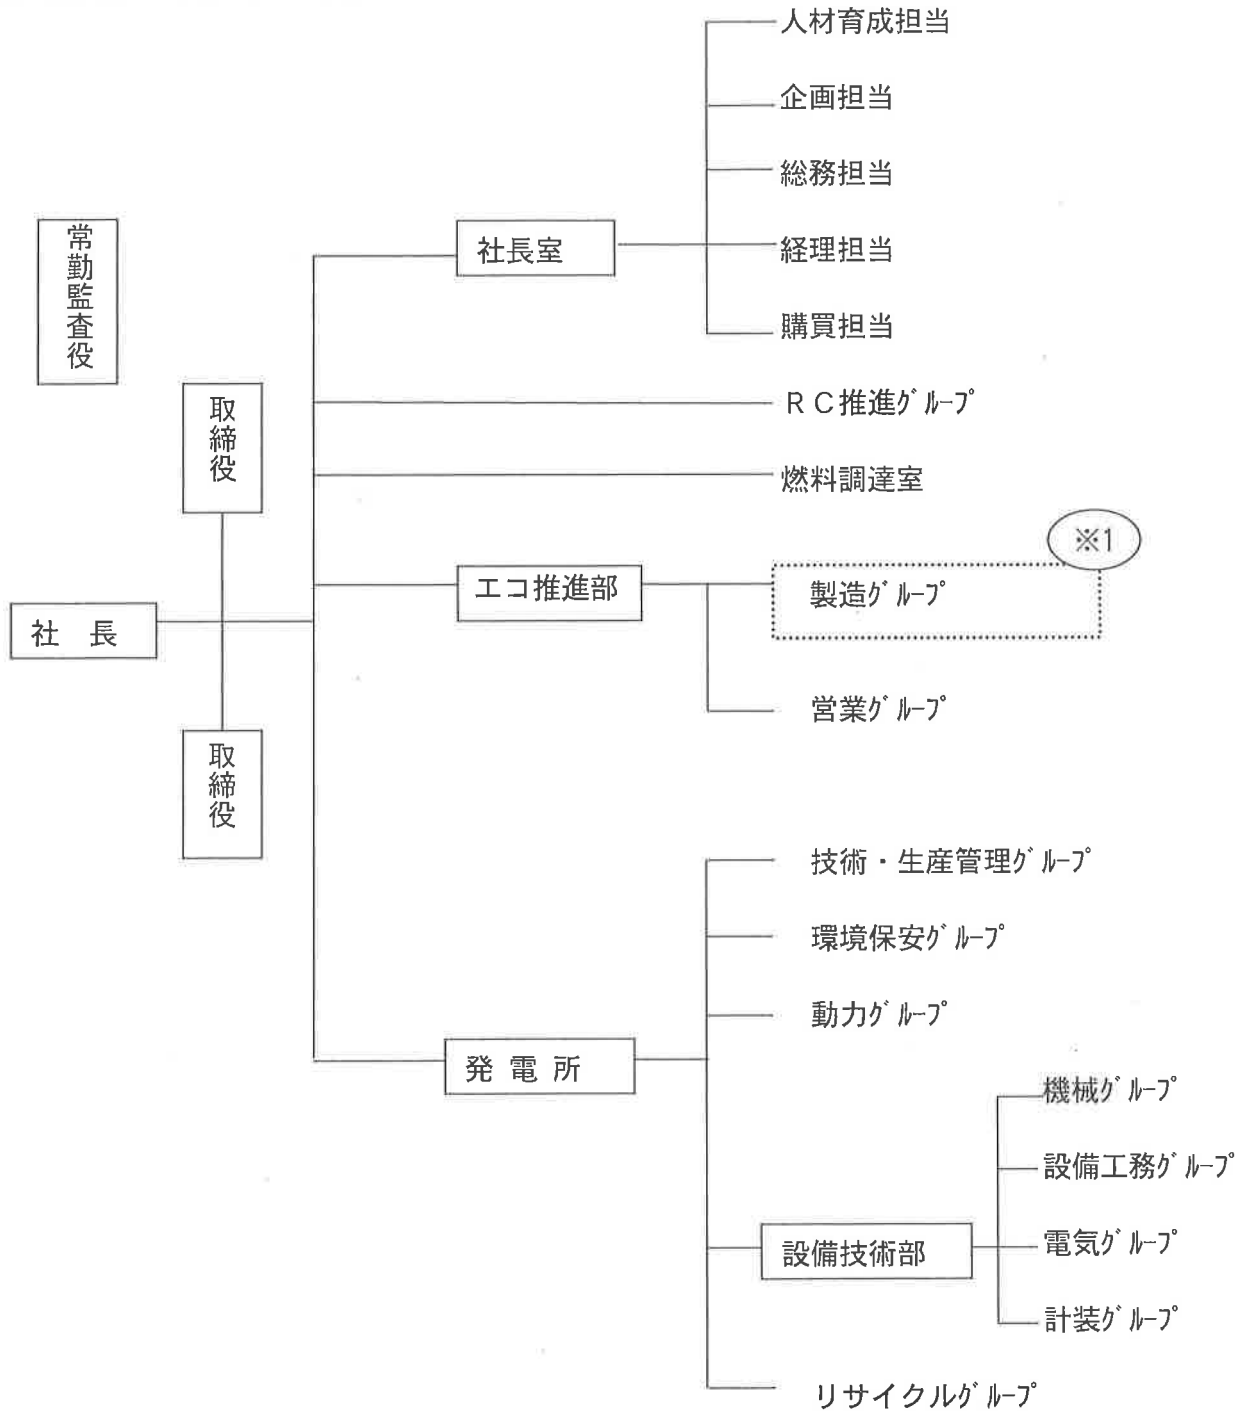 人材育成担当
企画担当
総務担当
常勤監査役
社長室
経理担当
購買担当
取締役
ＲＣ推進ｸﾞﾙｰﾌﾟ
燃料調達室
※1
エコ推進部
製造ｸﾞﾙｰﾌﾟ
社　長
営業ｸﾞﾙｰﾌﾟ
取締役
技術・生産管理ｸﾞﾙｰﾌﾟ
環境保安ｸﾞﾙｰﾌﾟ
動力ｸﾞﾙｰﾌﾟ
発 電 所
機械ｸﾞﾙｰﾌﾟ
設備工務ｸﾞﾙｰﾌﾟ
設備技術部
電気ｸﾞﾙｰﾌﾟ
計装ｸﾞﾙｰﾌﾟ
リサイクルｸﾞﾙｰﾌﾟ